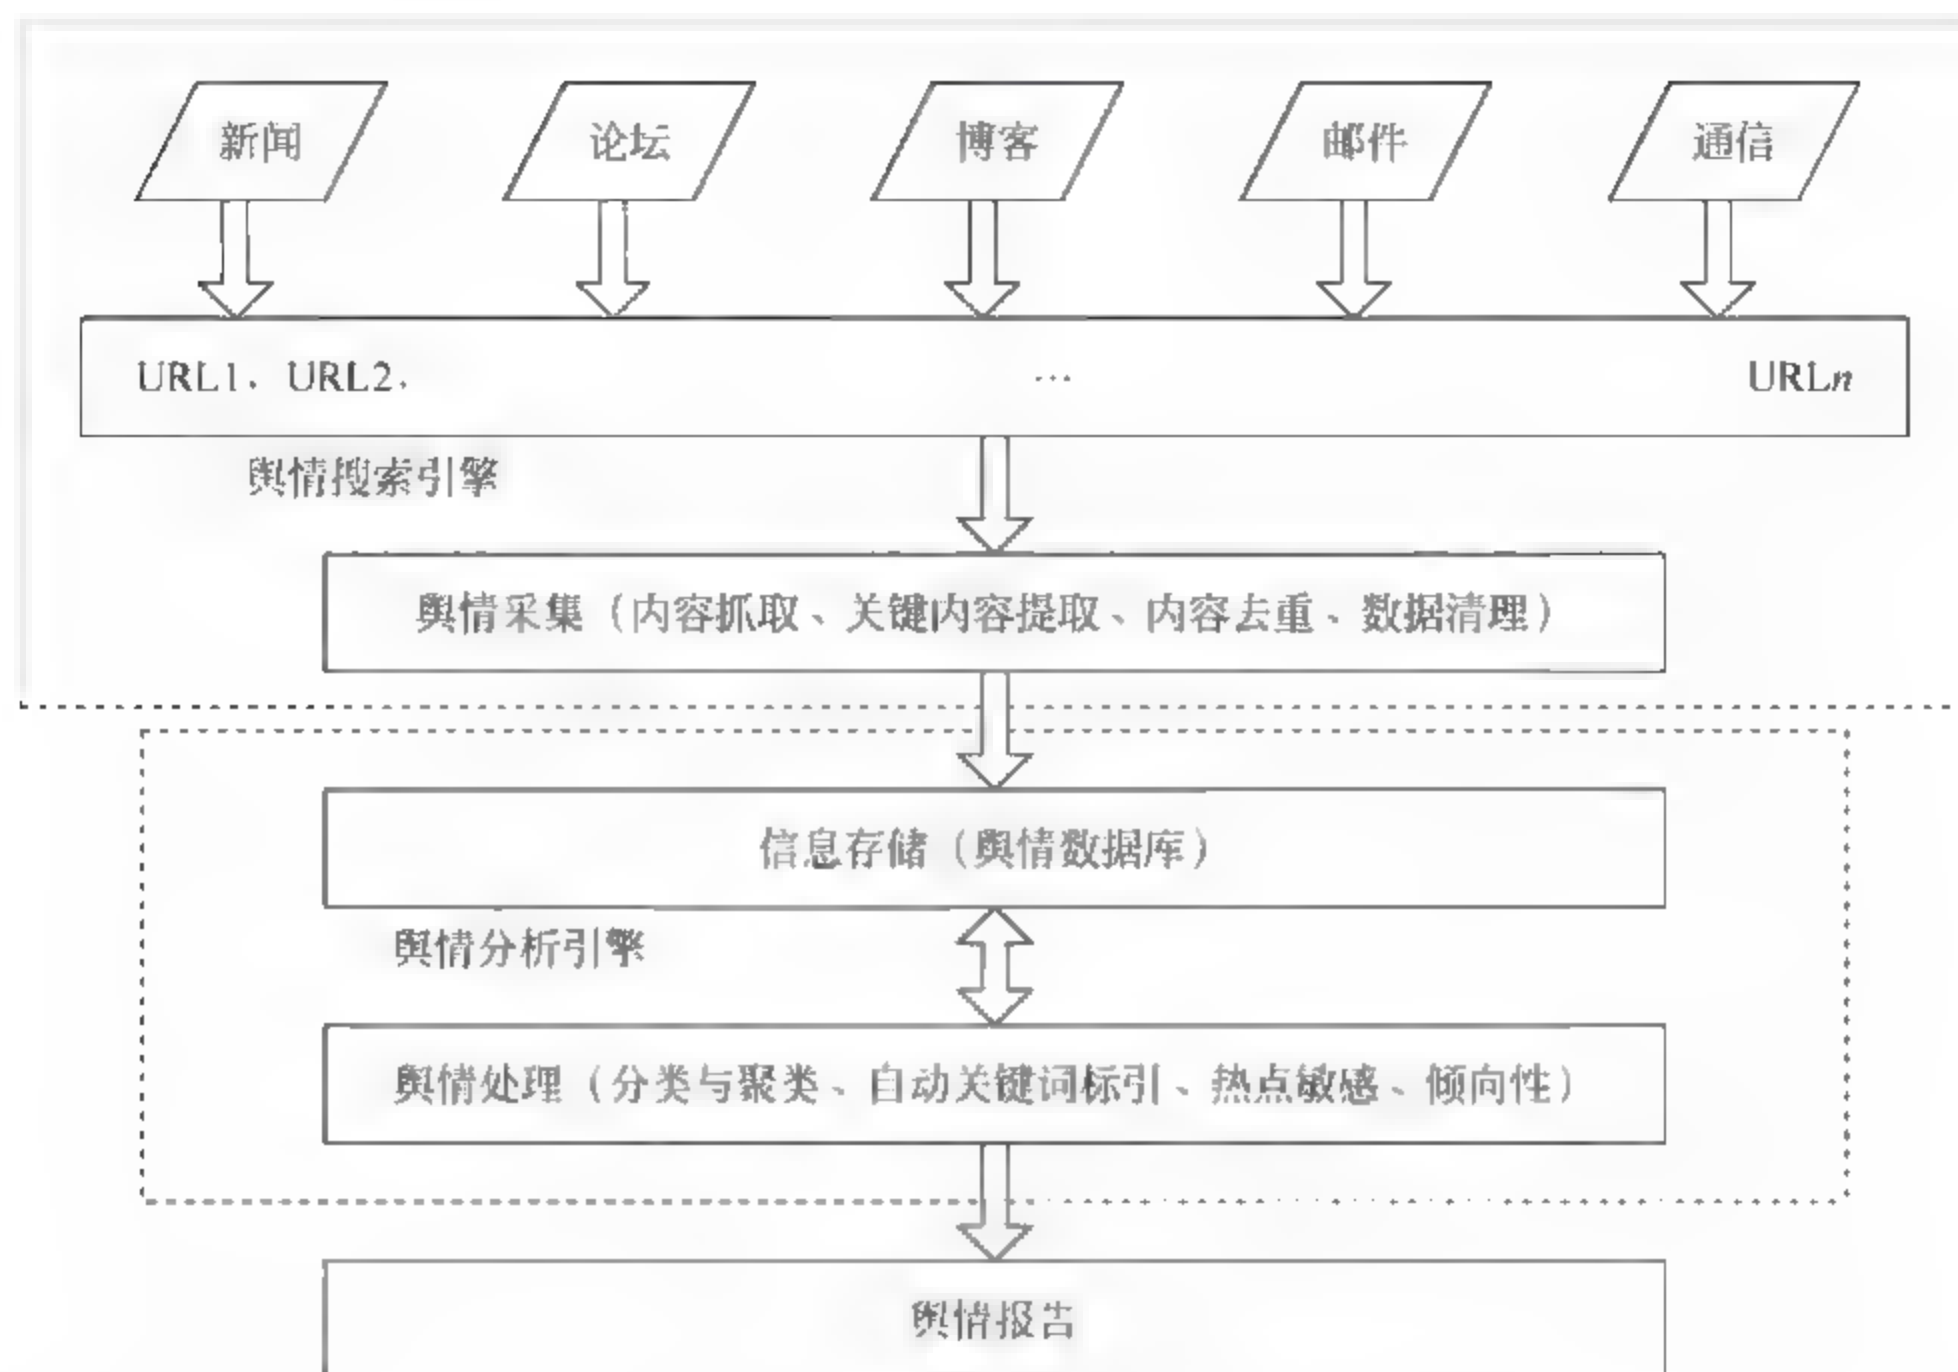 新闻 论坛 博客 邮件 通信
URL1、URL2、 … URLn
舆情搜索引擎
舆情采集（内容抓取、关键内容提取、内容去重、数据清理）
信息存储（舆情数据库）
舆情分析引擎
舆情处理（分类与聚类、自动关键词标引、热点敏感、倾向性）
舆情报告